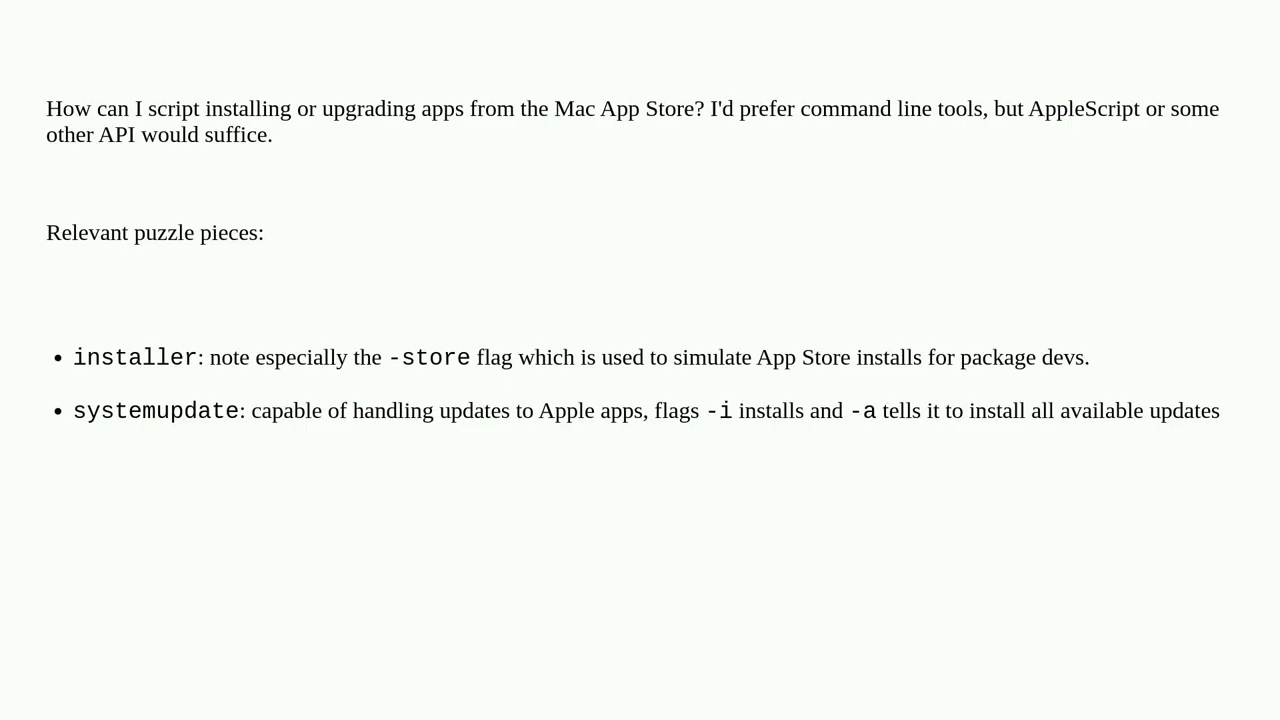 How can I script installing or upgrading apps from the Mac App Store? I'd prefer command line tools, but AppleScript or some
other API would suffice.
Relevant puzzle pieces:
• installer: note especially the -store flag which is used to simulate App Store installs for package devs.
• systemupdate: capable of handling updates to Apple apps, flags -i installs and -a tells it to install all available updates